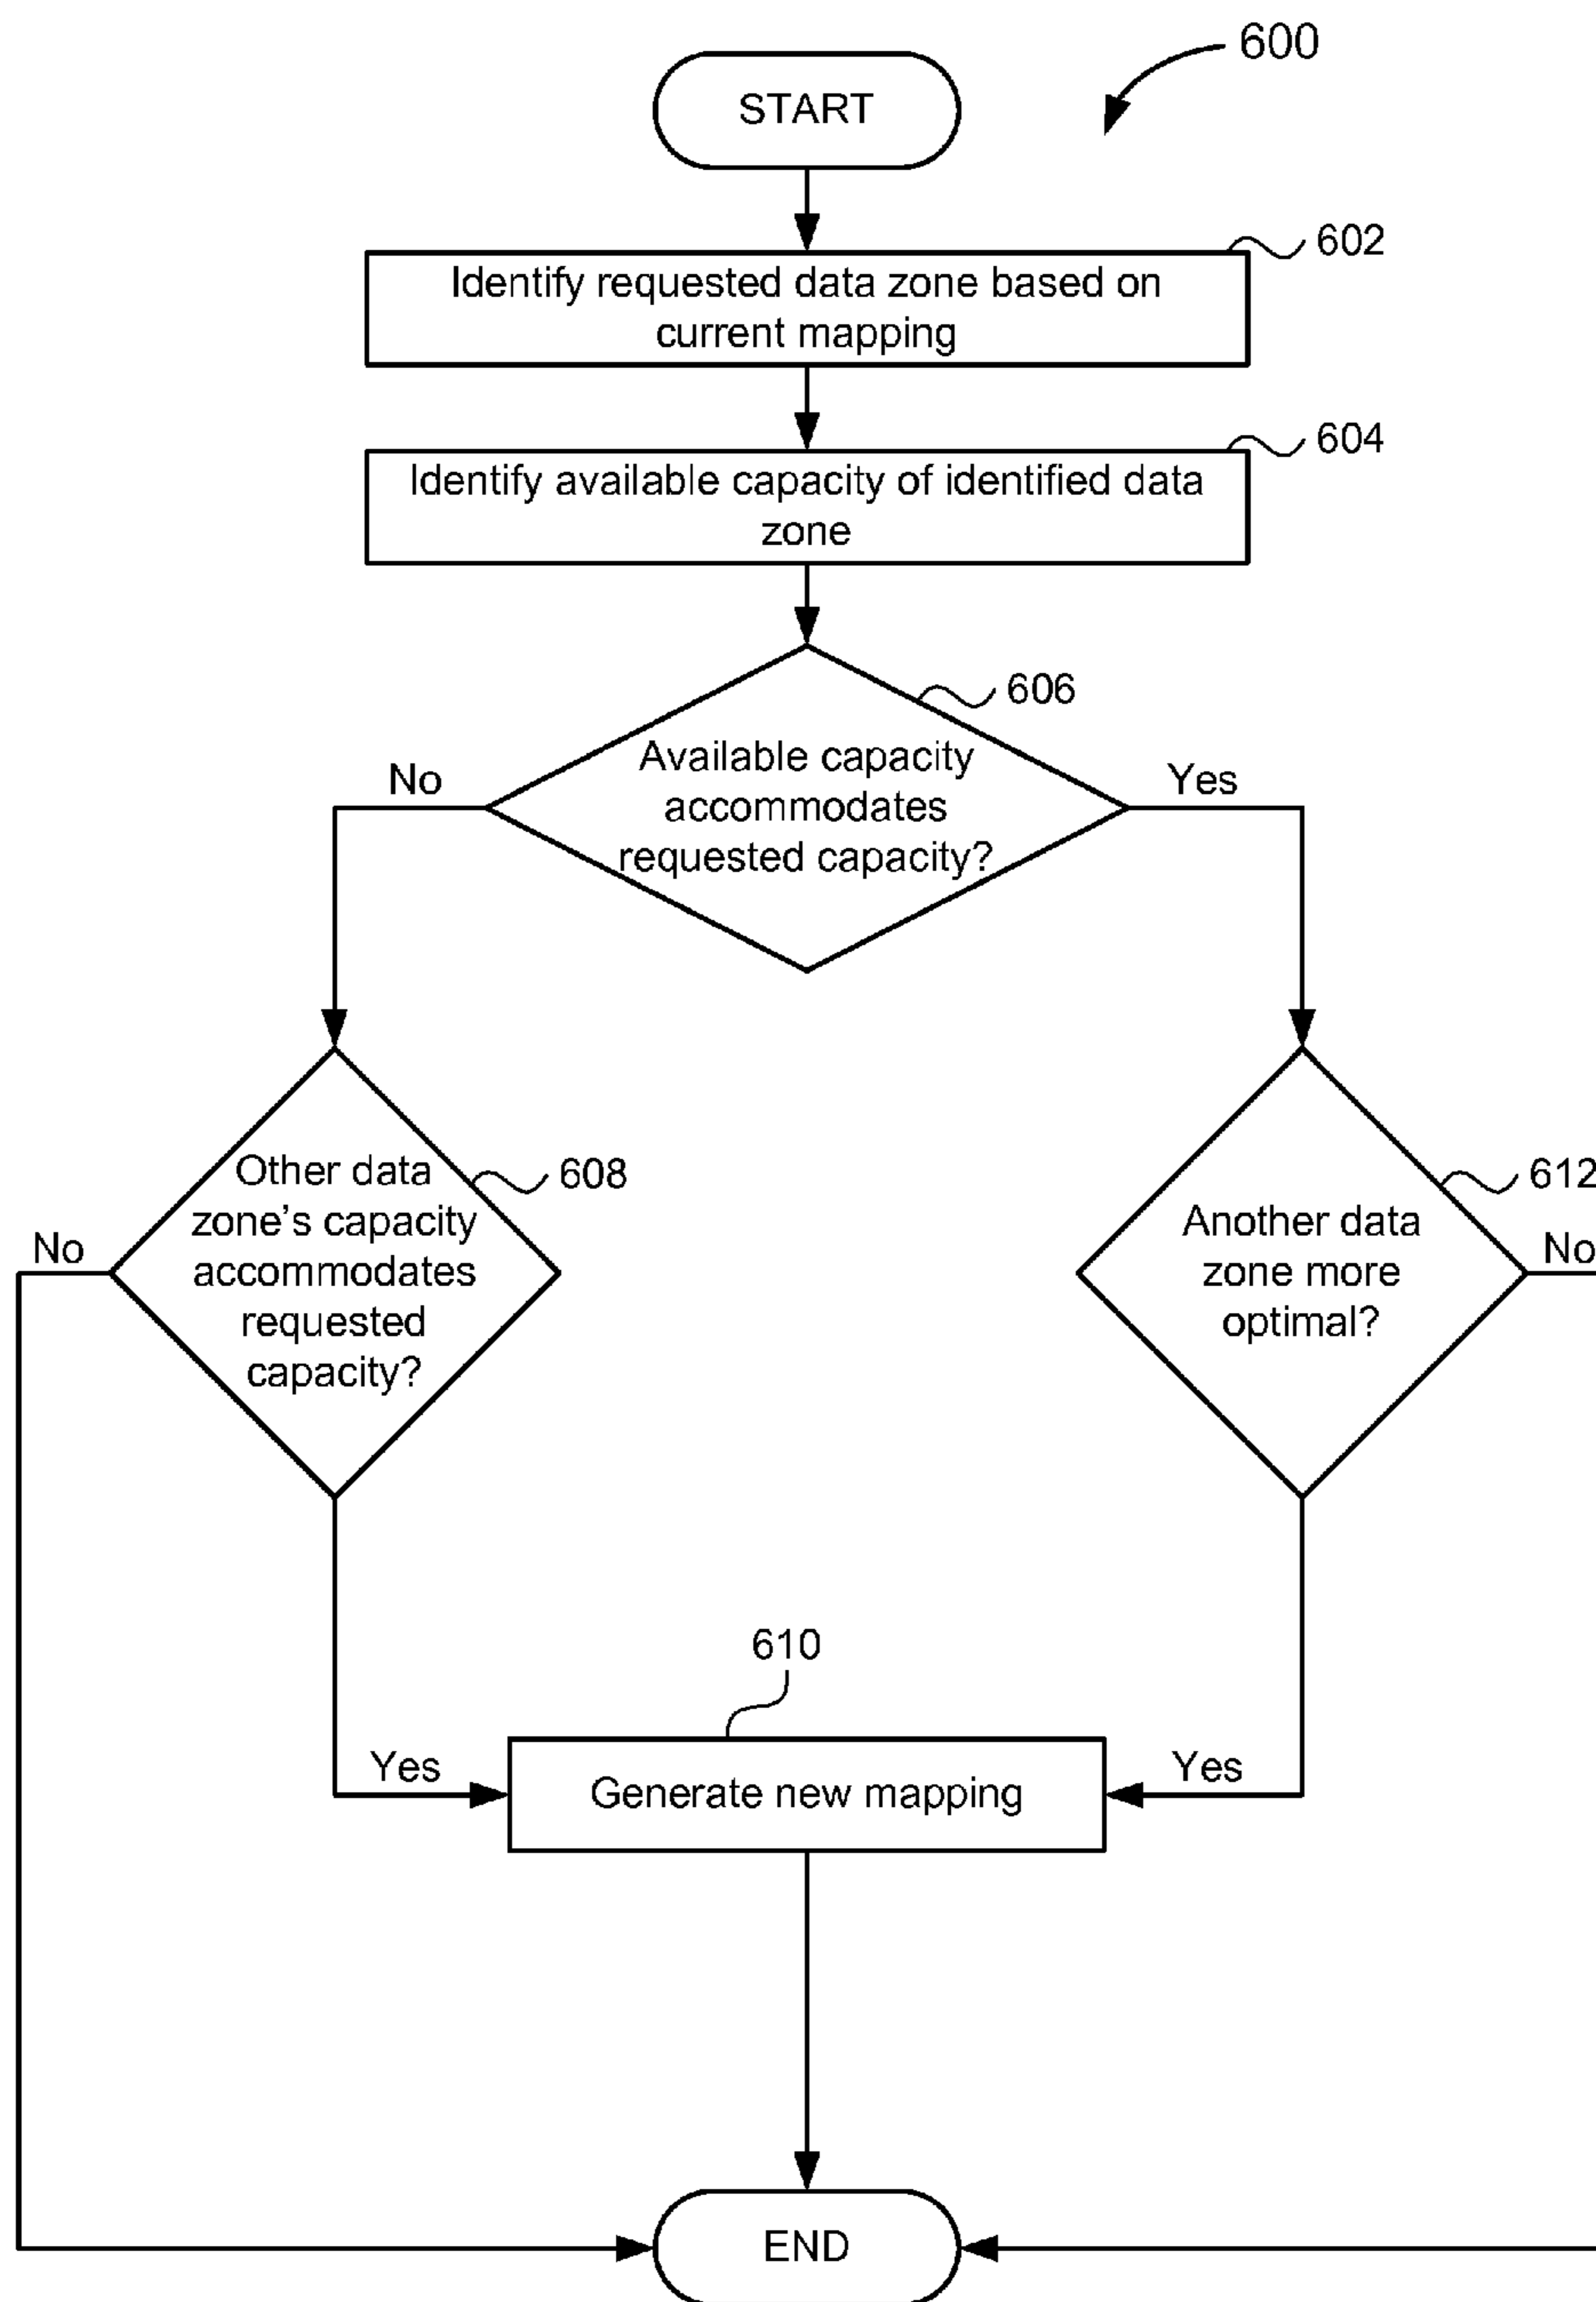 600
START
602
Identify requested data zone based on
current mapping
604
Identify available capacity of identified data
zone
606
No
Yes
Available capacity
accommodates
requested capacity?
608
612
Other data
zone's capacity
accommodates
requested
capacity?
No
Another data
zone more
optimal?
No
610
Yes
Generate new mapping
Yes
END